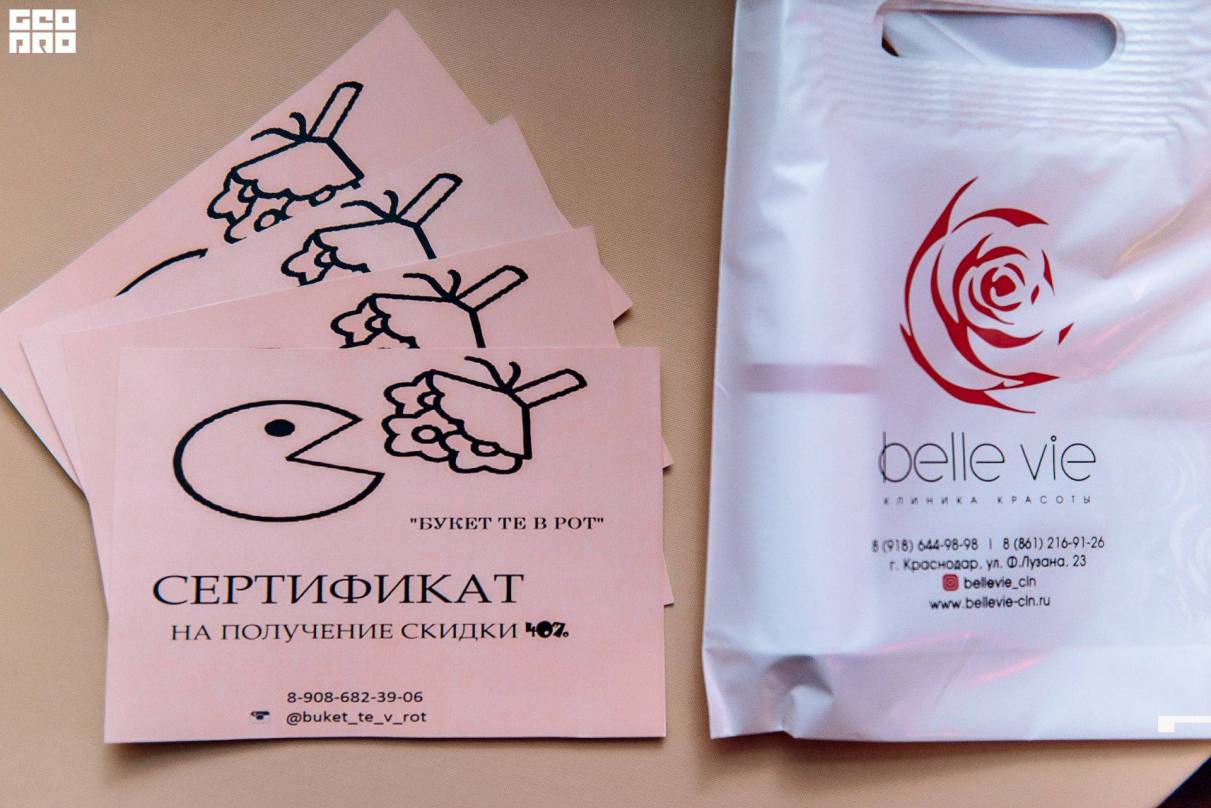 GEO
PRO
"БУКЕТ ТЕ В РОТ"
СЕРТИФИКАТ
НА ПОЛУЧЕНИЕ СКИДКИ 40%
8-908-682-39-06
@buket_te_v_rot
belle vie
КЛИНИКА КРАСОТЫ
8 (918) 644-98-98 | 8 (861) 216-91-26
г. Краснодар, ул. Ф.Лузана, 23
bellevie_cln
www.bellevie-cln.ru